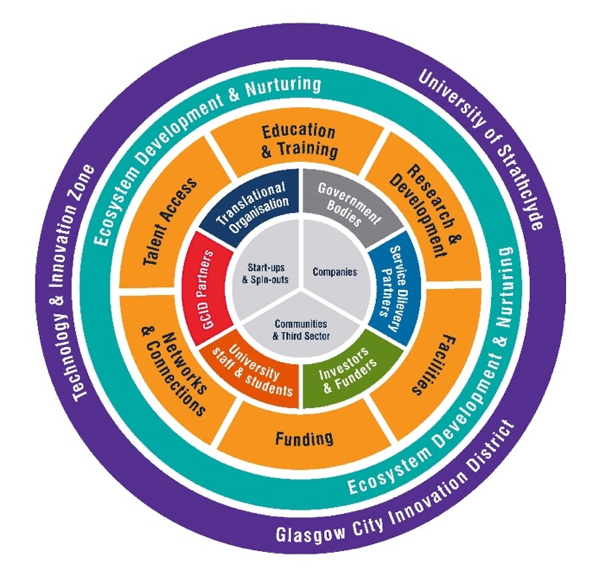 University of Strathclyde
Technology & Innovation Zone
Glasgow City Innovation District
Ecosystem Development & Nurturing
Ecosystem Development & Nurturing
Education
& Training
Research &
Development
Facilities
Funding
Networks
& Connections
Talent Access
Translational
Organisation
Government
Bodies
Service Dlievery
Partners
Investors
& Funders
University
staff & students
GCID Partners
Start-ups
& Spin-outs
Companies
Communities
& Third Sector